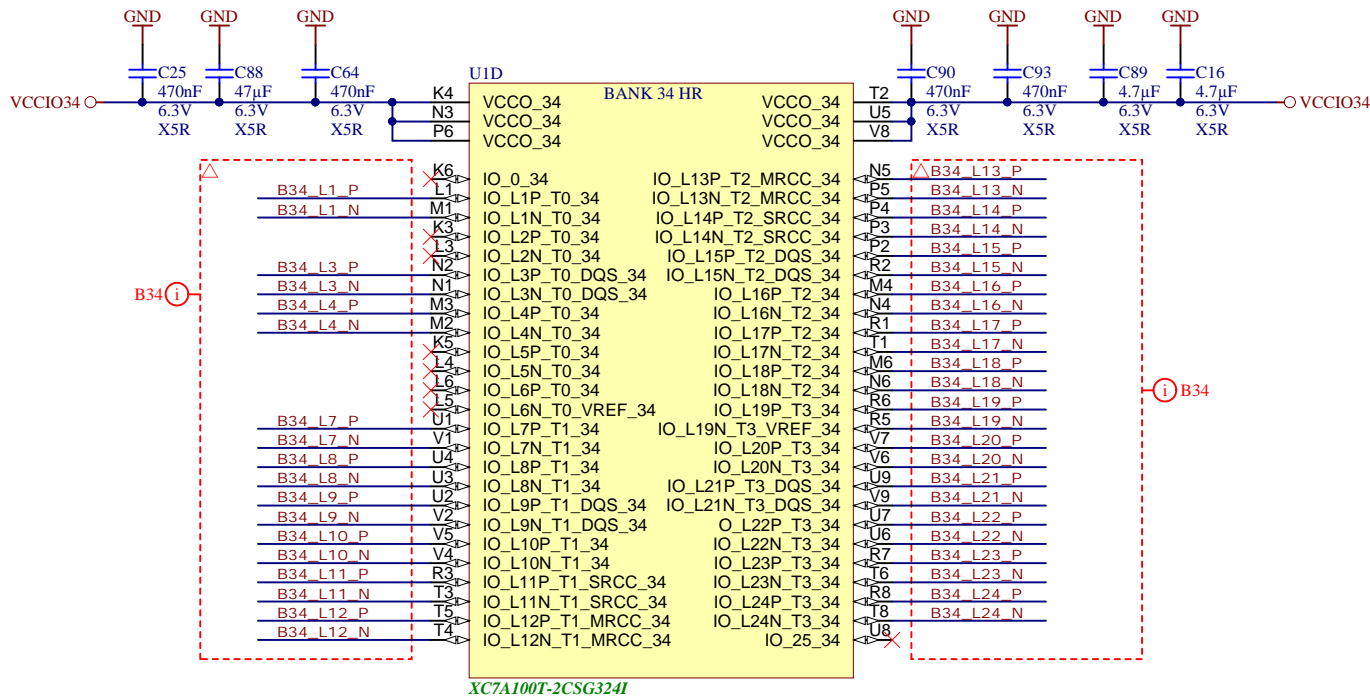 GND GND GND GND GND GND GND
C25 C88 C64 U1D C90 C93 C89 C16
470nF 47µF 470nF BANK 34 HR 470nF 470nF 4.7µF 4.7µF
VCCIO34 6.3V 6.3V 6.3V K4 VCCO_34 VCCO_34 T2 6.3V 6.3V 6.3V 6.3V VCCIO34
X5R X5R X5R N3 VCCO_34 VCCO_34 U5 X5R X5R X5R X5R
P6 VCCO_34 VCCO_34 V8
K6 IO_0_34 IO_L13P_T2_MRCC_34 N5 B34_L13_P
B34_L1_P L1 IO_L1P_T0_34 IO_L13N_T2_MRCC_34 P5 B34_L13_N
B34_L1_N M1 IO_L1N_T0_34 IO_L14P_T2_SRCC_34 P4 B34_L14_P
K3 IO_L2P_T0_34 IO_L14N_T2_SRCC_34 P3 B34_L14_N
L3 IO_L2N_T0_34 IO_L15P_T2_DQS_34 P2 B34_L15_P
B34_L3_P N2 IO_L3P_T0_DQS_34 IO_L15N_T2_DQS_34 R2 B34_L15_N
B34 i B34_L3_N N1 IO_L3N_T0_DQS_34 IO_L16P_T2_34 M4 B34_L16_P
B34_L4_P M3 IO_L4P_T0_34 IO_L16N_T2_34 N4 B34_L16_N
B34_L4_N M2 IO_L4N_T0_34 IO_L17P_T2_34 R1 B34_L17_P
K5 IO_L5P_T0_34 IO_L17N_T2_34 T1 B34_L17_N
L4 IO_L5N_T0_34 IO_L18P_T2_34 M6 B34_L18_P
L6 IO_L6P_T0_34 IO_L18N_T2_34 N6 B34_L18_N i B34
L5 IO_L6N_T0_VREF_34 IO_L19P_T3_34 R6 B34_L19_P
B34_L7_P U1 IO_L7P_T1_34 IO_L19N_T3_VREF_34 R5 B34_L19_N
B34_L7_N V1 IO_L7N_T1_34 IO_L20P_T3_34 V7 B34_L20_P
B34_L8_P U4 IO_L8P_T1_34 IO_L20N_T3_34 V6 B34_L20_N
B34_L8_N U3 IO_L8N_T1_34 IO_L21P_T3_DQS_34 U9 B34_L21_P
B34_L9_P U2 IO_L9P_T1_DQS_34 IO_L21N_T3_DQS_34 V9 B34_L21_N
B34_L9_N V2 IO_L9N_T1_DQS_34 O_L22P_T3_34 U7 B34_L22_P
B34_L10_P V5 IO_L10P_T1_34 IO_L22N_T3_34 U6 B34_L22_N
B34_L10_N V4 IO_L10N_T1_34 IO_L23P_T3_34 R7 B34_L23_P
B34_L11_P R3 IO_L11P_T1_SRCC_34 IO_L23N_T3_34 T6 B34_L23_N
B34_L11_N T3 IO_L11N_T1_SRCC_34 IO_L24P_T3_34 R8 B34_L24_P
B34_L12_P T5 IO_L12P_T1_MRCC_34 IO_L24N_T3_34 T8 B34_L24_N
B34_L12_N T4 IO_L12N_T1_MRCC_34 IO_25_34 U8
XC7A100T-2CSG324I